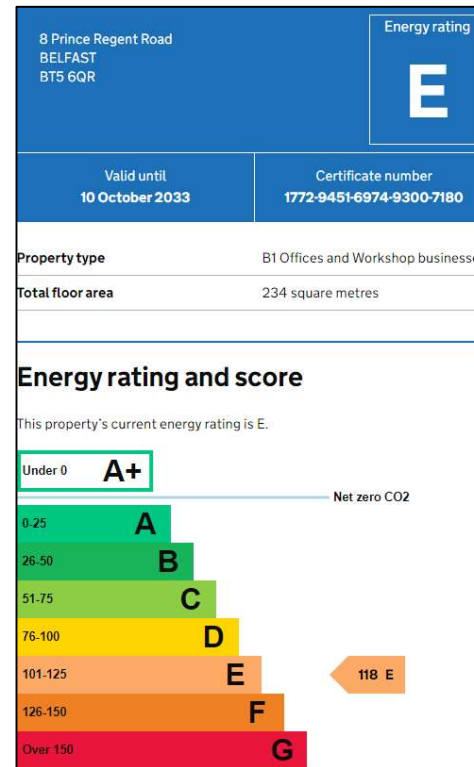 8 Prince Regent Road
BELFAST
BT5 6QR
Energy rating
E
Valid until
10 October 2033
Certificate number
1772-9451-6974-9300-7180
Property type
B1 Offices and Workshop businesse
Total floor area
234 square metres
Energy rating and score
This property's current energy rating is E.
Under 0 A+
Net zero CO2
0-25 A
26-50 B
51-75 C
76-100 D
101-125 E
118 E
126-150 F
Over 150 G